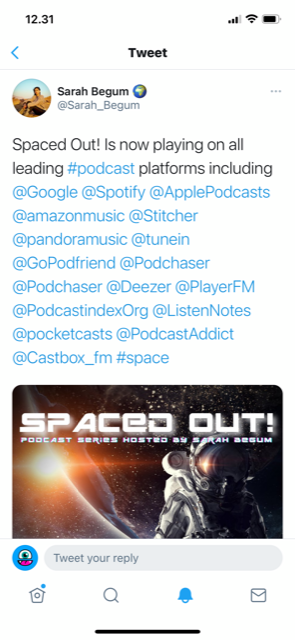 12.31
Tweet
Sarah Begum 🌍
@Sarah_Begum
Spaced Out! Is now playing on all
leading #podcast platforms including
@Google @Spotify @ApplePodcasts
@amazonmusic @Stitcher
@pandoramusic @tunein
@GoPodfriend @Podchaser
@Podchaser @Deezer @PlayerFM
@PodcastindexOrg @ListenNotes
@pocketcasts @PodcastAddict
@Castbox_fm #space
SPACED OUT!
PODCAST SERIES HOSTED BY SARAH BEGUM
Tweet your reply